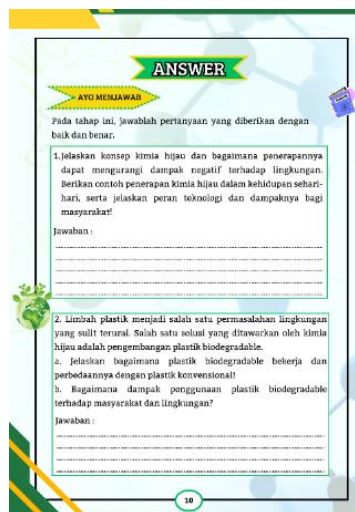 ANSWER
AYO MENJAWAB
Pada tahap ini, jawablah pertanyaan yang diberikan dengan
baik dan benar.
1.Jelaskan konsep kimia hijau dan bagaimana penerapannya
dapat mengurangi dampak negatif terhadap lingkungan.
Berikan contoh penerapan kimia hijau dalam kehidupan sehari-
hari, serta jelaskan peran teknologi dan dampaknya bagi
masyarakat!
Jawaban :
2. Limbah plastik menjadi salah satu permasalahan lingkungan
yang sulit terurai. Salah satu solusi yang ditawarkan oleh kimia
hijau adalah pengembangan plastik biodegradable.
a. Jelaskan bagaimana plastik biodegradable bekerja dan
perbedaannya dengan plastik konvensional!
b. Bagaimana dampak penggunaan plastik biodegradable
terhadap masyarakat dan lingkungan?
Jawaban :
10